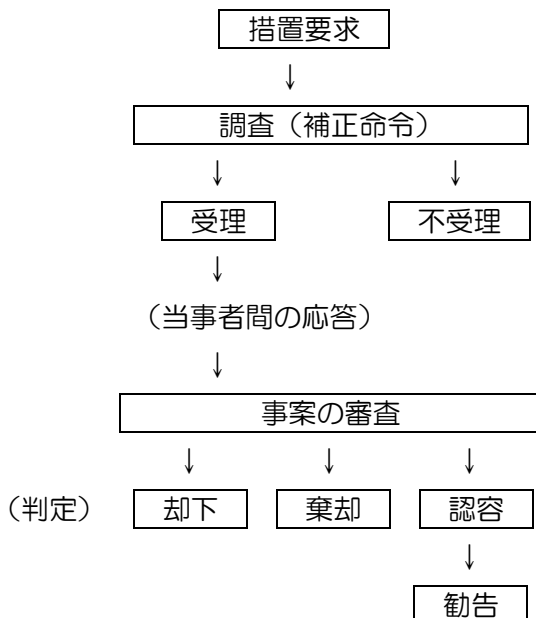 措置要求
↓
調査（補正命令）
↓ ↓
受理 不受理
↓
（当事者間の応答）
↓
事案の審査
↓ ↓ ↓
（判定） 却下 棄却 認容
↓
勧告